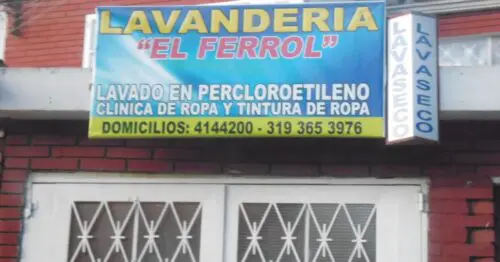 LAVANDERIA
"EL FERROL"
LAVADO EN PERCLOROETILENO
CLINICA DE ROPA Y TINTURA DE ROPA
DOMICILIOS: 4144200 - 319 365 3976
LAVASECO
LAVASECO